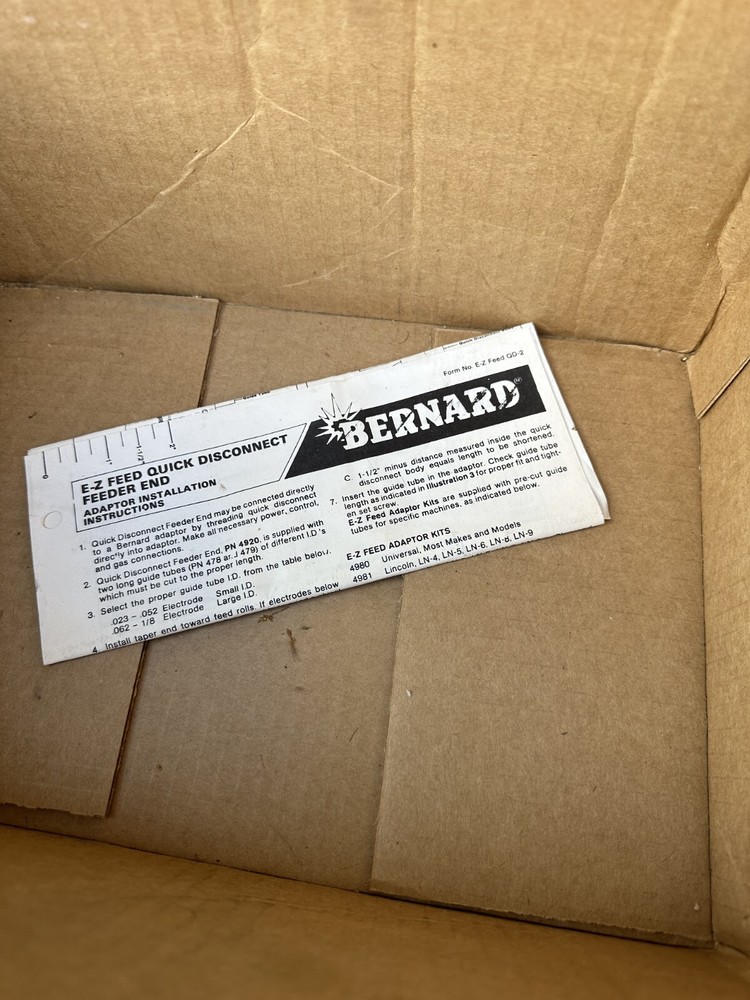 Form No. E-Z Feed QD-2
BERNARD
0 1 1-1/2 2"
E-Z FEED QUICK DISCONNECT
FEEDER END
ADAPTOR INSTALLATION
INSTRUCTIONS
1. Quick Disconnect Feeder End may be connected directly
to a Bernard adaptor by threading quick disconnect
directly into adaptor. Make all necessary power, control,
and gas connections.
2. Quick Disconnect Feeder End, PN 4920, is supplied with
two long guide tubes (PN 478 and 479) of different I.D's
which must be cut to the proper length.
3. Select the proper guide tube I.D. from the table below.
.023 - .052 Electrode Small I.D.
.062 - 1/8 Electrode Large I.D.
4. Install taper end toward feed rolls. If electrodes below
C. 1-1/2" minus distance measured inside the quick
disconnect body equals length to be shortened.
7. Insert the guide tube in the adaptor. Check guide tube
length as indicated in Illustration 3 for proper fit and tight-
en set screw.
E-Z Feed Adaptor Kits are supplied with pre-cut guide
tubes for specific machines, as indicated below.
E-Z FEED ADAPTOR KITS
4980 Universal, Most Makes and Models
4981 Lincoln, LN-4, LN-5, LN-6, LN-8, LN-9